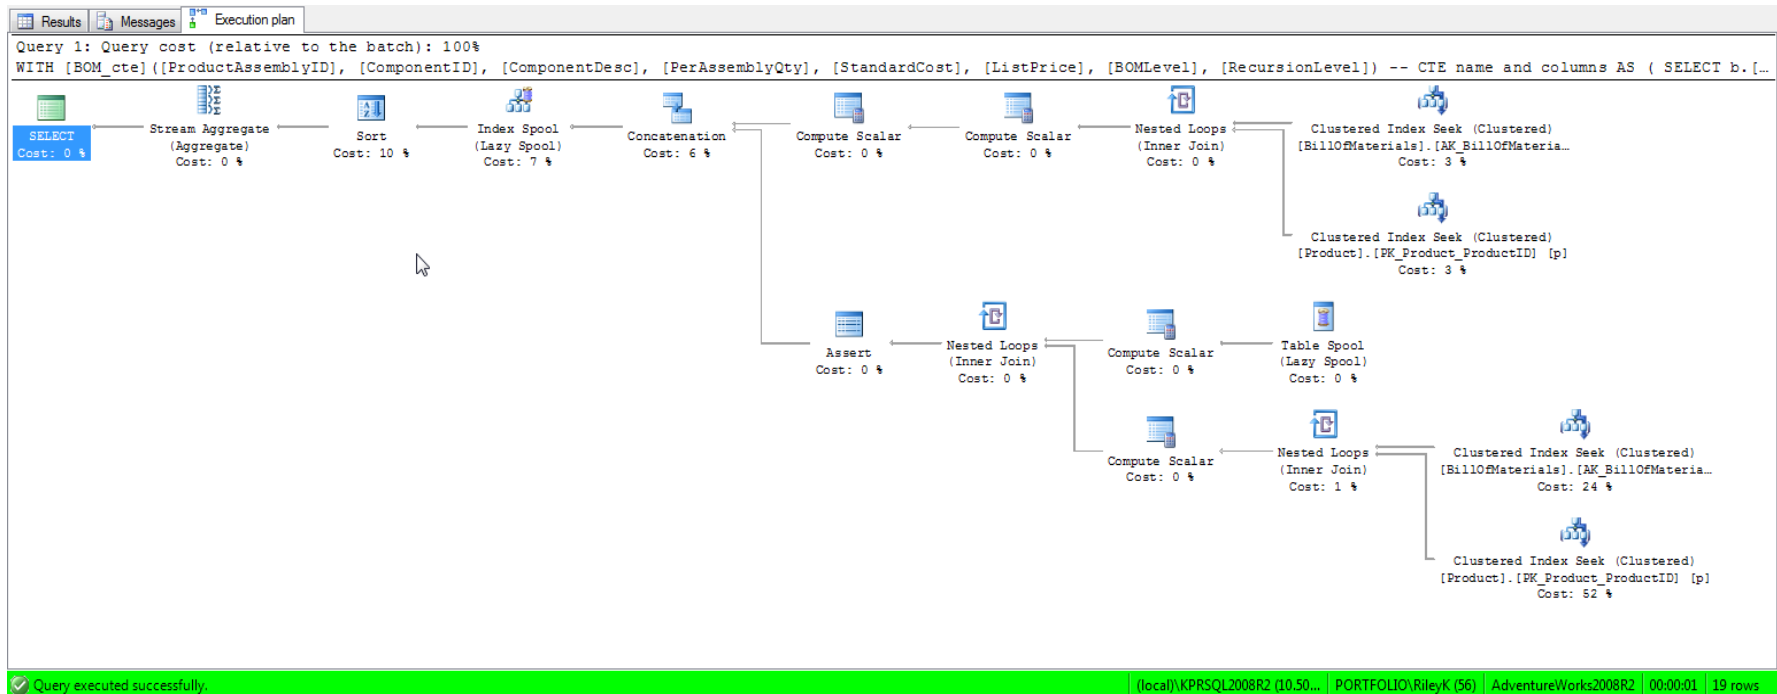 Results Messages Execution plan
Query 1: Query cost (relative to the batch): 100%
WITH [BOM_cte]([ProductAssemblyID], [ComponentID], [ComponentDesc], [PerAssemblyQty], [StandardCost], [ListPrice], [BOMLevel], [RecursionLevel]) -- CTE name and columns AS ( SELECT b.[…
SELECT
Cost: 0 %
Stream Aggregate
(Aggregate)
Cost: 0 %
Sort
Cost: 10 %
Index Spool
(Lazy Spool)
Cost: 7 %
Concatenation
Cost: 6 %
Compute Scalar
Cost: 0 %
Compute Scalar
Cost: 0 %
Nested Loops
(Inner Join)
Cost: 0 %
Clustered Index Seek (Clustered)
[BillOfMaterials].[AK_BillOfMateria…
Cost: 3 %
Clustered Index Seek (Clustered)
[Product].[PK_Product_ProductID] [p]
Cost: 3 %
Assert
Cost: 0 %
Nested Loops
(Inner Join)
Cost: 0 %
Compute Scalar
Cost: 0 %
Table Spool
(Lazy Spool)
Cost: 0 %
Compute Scalar
Cost: 0 %
Nested Loops
(Inner Join)
Cost: 1 %
Clustered Index Seek (Clustered)
[BillOfMaterials].[AK_BillOfMateria…
Cost: 24 %
Clustered Index Seek (Clustered)
[Product].[PK_Product_ProductID] [p]
Cost: 52 %
Query executed successfully. (local)\KPRSQL2008R2 (10.50... PORTFOLIO\RileyK (56) AdventureWorks2008R2 00:00:01 19 rows